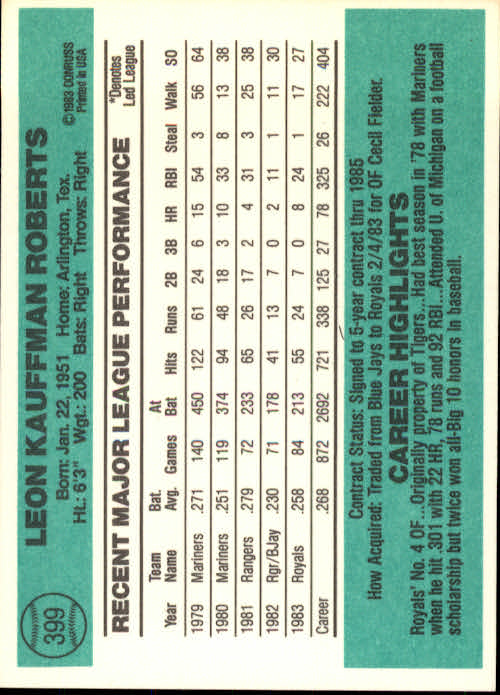 399
LEON KAUFFMAN ROBERTS
Born: Jan. 22, 1951 Home: Arlington, Tex.
Ht.: 6'3" Wgt.: 200 Bats: Right Throws: Right
©1983 DONRUSS
Printed in USA
RECENT MAJOR LEAGUE PERFORMANCE
*Denotes
Led League
Year Team Name Bat. Avg. Games At Bat Hits Runs 2B 3B HR RBI Steal Walk SO
1979 Mariners .271 140 450 122 61 24 6 15 54 3 56 64
1980 Mariners .251 119 374 94 48 18 3 10 33 8 13 38
1981 Rangers .279 72 233 65 26 17 2 4 31 3 25 38
1982 Rgr/BJay .230 71 178 41 13 7 0 2 11 1 11 30
1983 Royals .258 84 213 55 24 7 0 8 24 1 17 27
Career .268 872 2692 721 338 125 27 78 325 26 222 404
Contract Status: Signed to 5-year contract thru 1985
How Acquired: Traded from Blue Jays to Royals 2/4/83 for OF Cecil Fielder.
CAREER HIGHLIGHTS
Royals' No. 4 OF...Originally property of Tigers...Had best season in '78 with Mariners
when he hit .301 with 22 HR, 78 runs and 92 RBI...Attended U. of Michigan on a football
scholarship but twice won all-Big 10 honors in baseball.